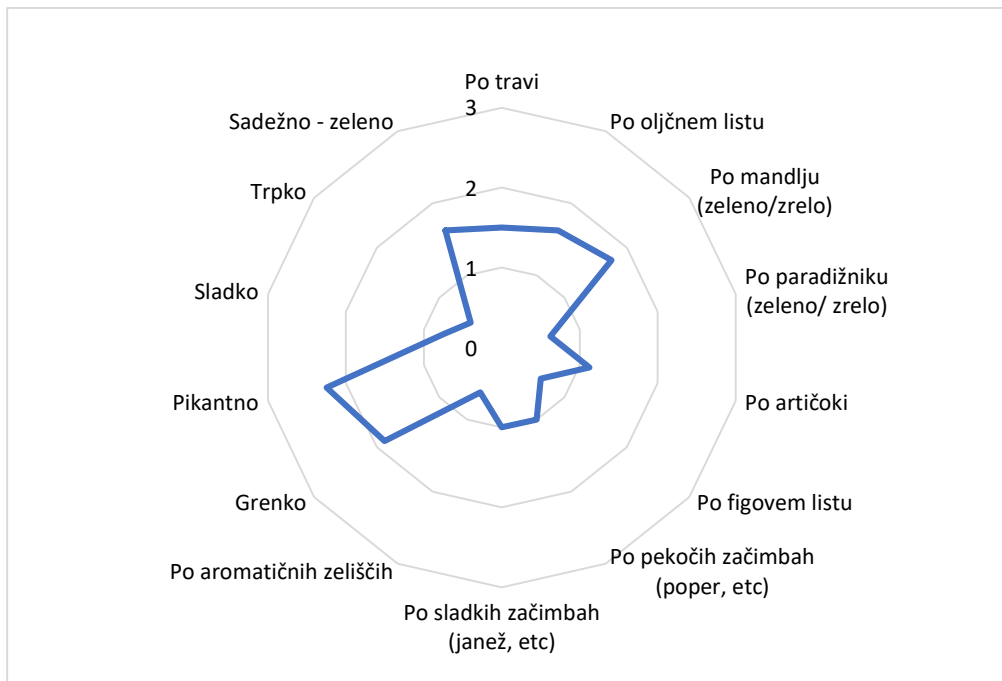 Po travi
3
Sadežno - zeleno
Po oljčnem listu
Trpko
2
Po mandlju
(zeleno/zrelo)
Sladko
1
Po paradižniku
(zeleno/ zrelo)
0
Pikantno
Po artičoki
Grenko
Po figovem listu
Po aromatičnih zeliščih
Po pekočih začimbah
(poper, etc)
Po sladkih začimbah
(janež, etc)